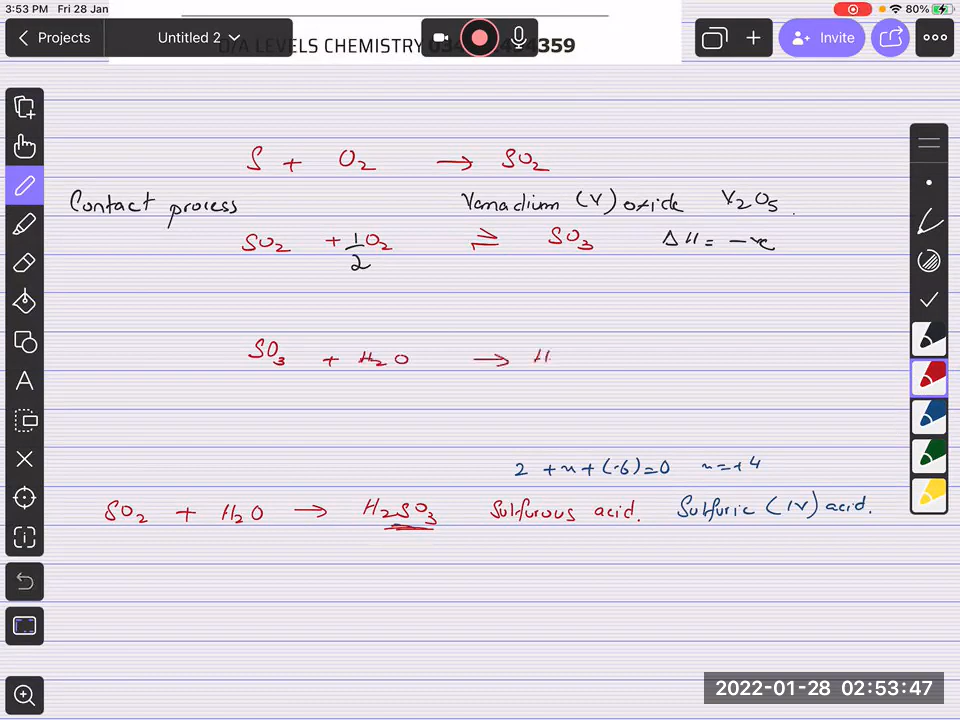 3:53 PM Fri 28 Jan
80%
Projects
Untitled 2
Invite
LEVELS CHEMISTRY
359
S + O2 → SO2
Contact process
Vanadium (V) oxide V2O5.
SO2 + 1/2 O2 ⇌ SO3 ΔH = -ve
SO3 + H2O → H
2 + x + (-6) = 0 x = +4
SO2 + H2O → H2SO3 Sulfurous acid. Sulfuric (IV) acid.
A
2022-01-28 02:53:47